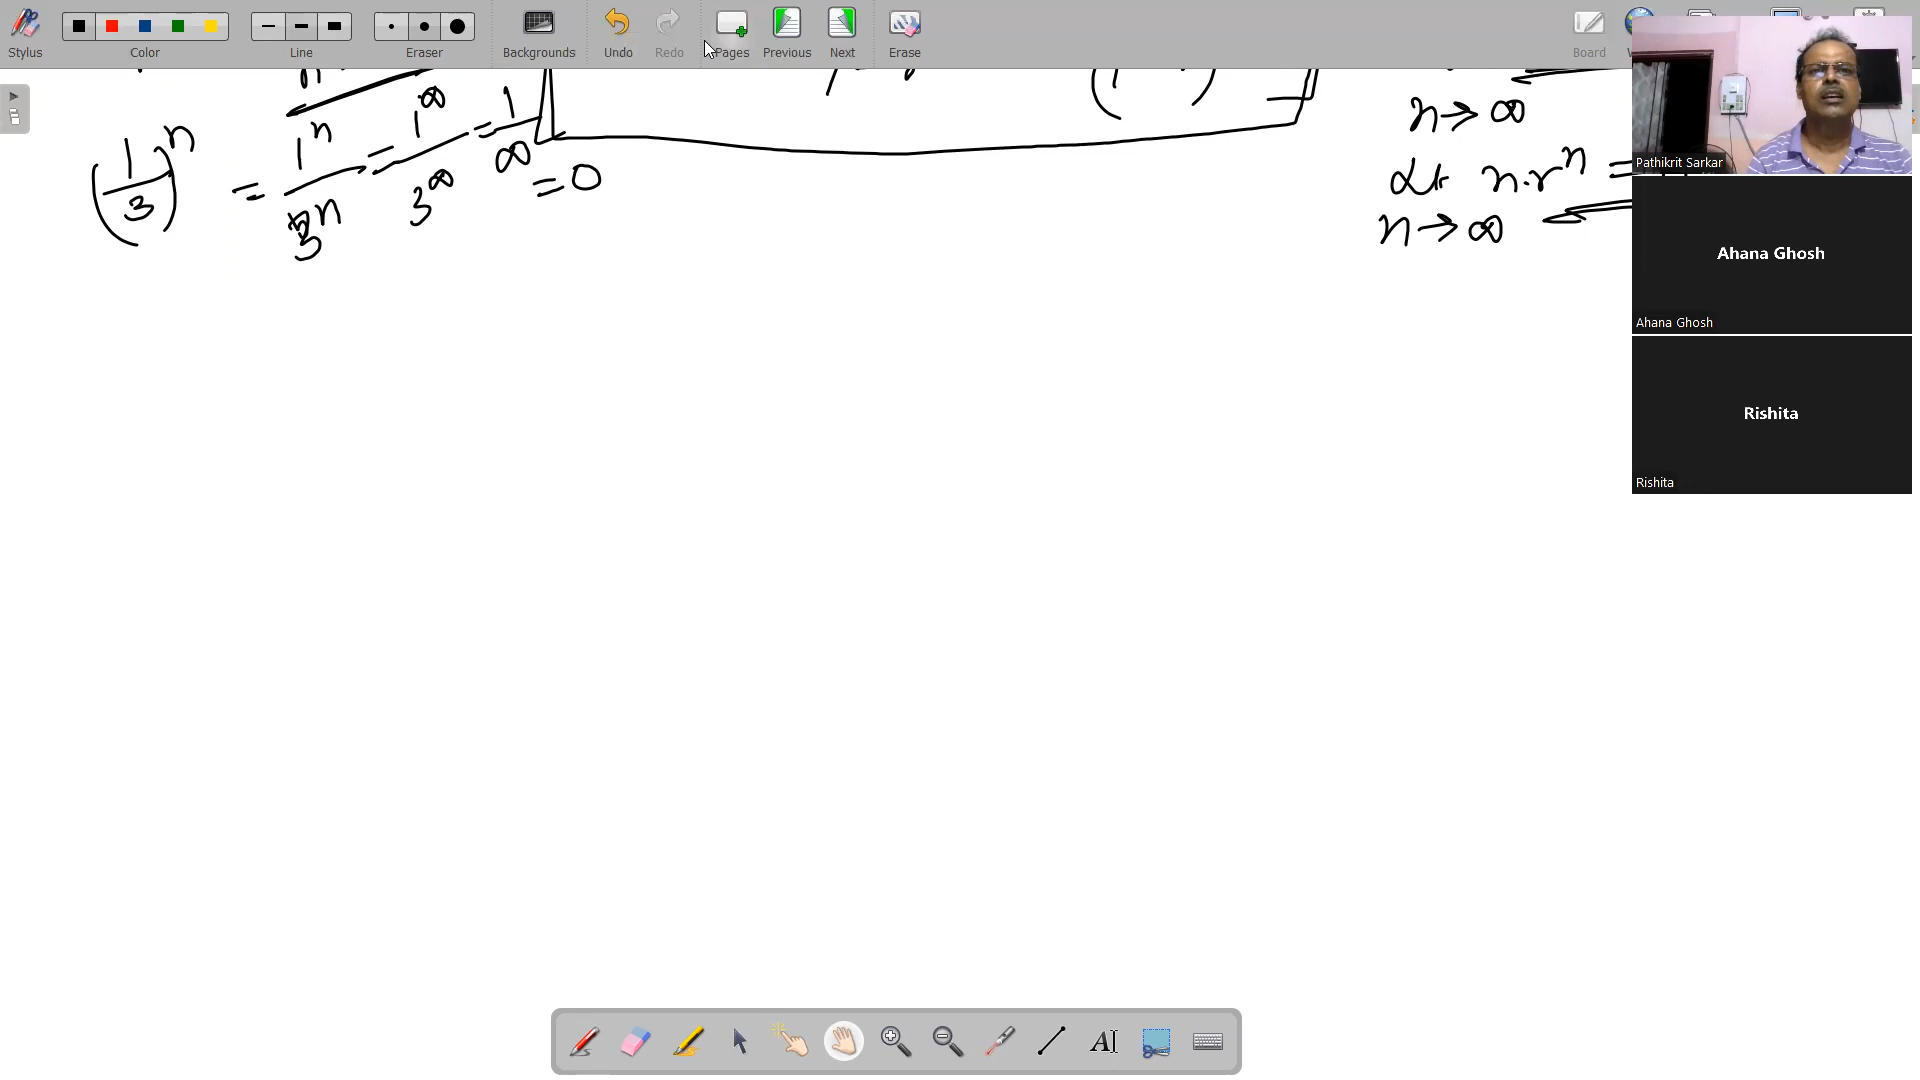 Stylus Color Line Eraser Backgrounds Undo Redo Pages Previous Next Erase Board
n → ∞
(1/3)^n = 1^n/3^n = 1^∞/3^∞ = 1/∞
= 0
Lt n.r^n =
n → ∞
Pathikrit Sarkar
Ahana Ghosh
Ahana Ghosh
Rishita
Rishita
AI